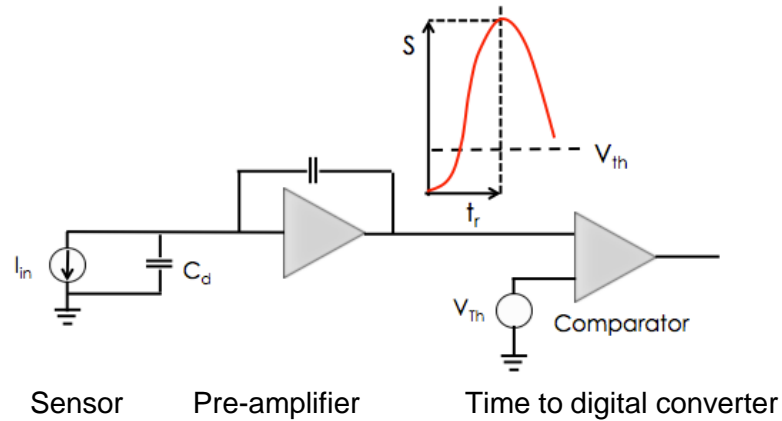 S
V_th
t_r
I_in
C_d
V_Th
Comparator
Sensor Pre-amplifier Time to digital converter